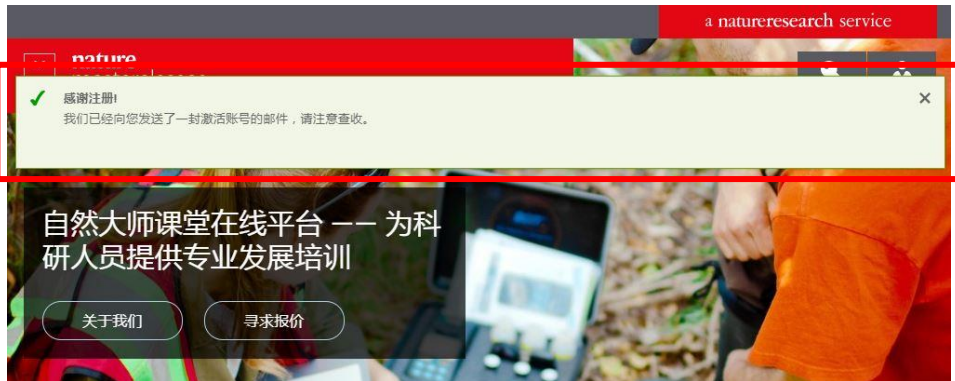 a natureresearch service
nature
感谢注册!
我们已经向您发送了一封激活账号的邮件，请注意查收。
自然大师课堂在线平台 —— 为科
研人员提供专业发展培训
关于我们
寻求报价